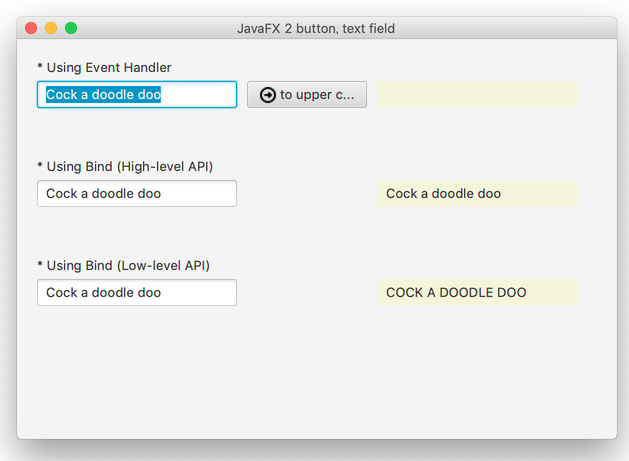 JavaFX 2 button, text field
* Using Event Handler
Cock a doodle doo to upper c...
* Using Bind (High-level API)
Cock a doodle doo Cock a doodle doo
* Using Bind (Low-level API)
Cock a doodle doo COCK A DOODLE DOO